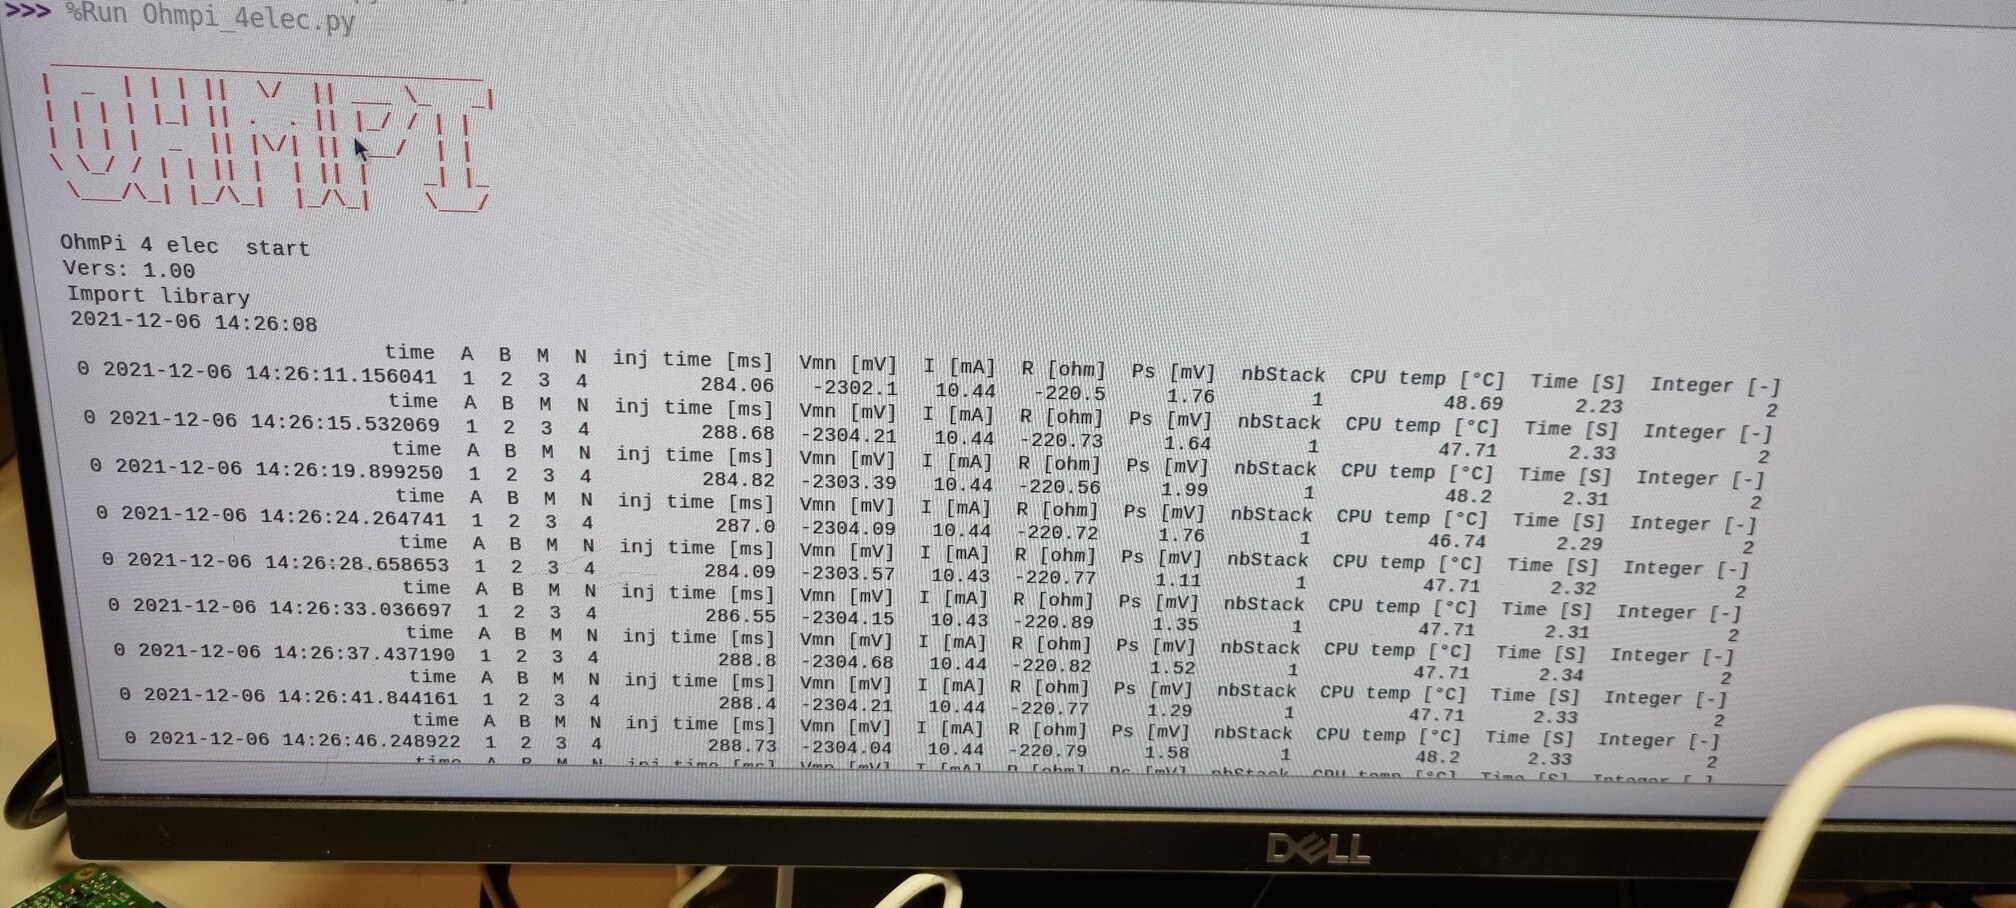 >>> %Run Ohmpi_4elec.py
OHMPI
OhmPi 4 elec  start
Vers: 1.00
Import library
2021-12-06 14:26:08
time A B M N inj time [ms] Vmn [mV] I [mA] R [ohm] Ps [mV] nbStack CPU temp [°C] Time [S] Integer [-]
0 2021-12-06 14:26:11.156041 1 2 3 4 284.06 -2302.1 10.44 -220.5 1.76 1 48.69 2.23 2
time A B M N inj time [ms] Vmn [mV] I [mA] R [ohm] Ps [mV] nbStack CPU temp [°C] Time [S] Integer [-]
0 2021-12-06 14:26:15.532069 1 2 3 4 288.68 -2304.21 10.44 -220.73 1.64 1 47.71 2.33 2
time A B M N inj time [ms] Vmn [mV] I [mA] R [ohm] Ps [mV] nbStack CPU temp [°C] Time [S] Integer [-]
0 2021-12-06 14:26:19.899250 1 2 3 4 284.82 -2303.39 10.44 -220.56 1.99 1 48.2 2.31 2
time A B M N inj time [ms] Vmn [mV] I [mA] R [ohm] Ps [mV] nbStack CPU temp [°C] Time [S] Integer [-]
0 2021-12-06 14:26:24.264741 1 2 3 4 287.0 -2304.09 10.44 -220.72 1.76 1 46.74 2.29 2
time A B M N inj time [ms] Vmn [mV] I [mA] R [ohm] Ps [mV] nbStack CPU temp [°C] Time [S] Integer [-]
0 2021-12-06 14:26:28.658653 1 2 3 4 284.09 -2303.57 10.43 -220.77 1.11 1 47.71 2.32 2
time A B M N inj time [ms] Vmn [mV] I [mA] R [ohm] Ps [mV] nbStack CPU temp [°C] Time [S] Integer [-]
0 2021-12-06 14:26:33.036697 1 2 3 4 286.55 -2304.15 10.43 -220.89 1.35 1 47.71 2.31 2
time A B M N inj time [ms] Vmn [mV] I [mA] R [ohm] Ps [mV] nbStack CPU temp [°C] Time [S] Integer [-]
0 2021-12-06 14:26:37.437190 1 2 3 4 288.8 -2304.68 10.44 -220.82 1.52 1 47.71 2.34 2
time A B M N inj time [ms] Vmn [mV] I [mA] R [ohm] Ps [mV] nbStack CPU temp [°C] Time [S] Integer [-]
0 2021-12-06 14:26:41.844161 1 2 3 4 288.4 -2304.21 10.44 -220.77 1.29 1 47.71 2.33 2
time A B M N inj time [ms] Vmn [mV] I [mA] R [ohm] Ps [mV] nbStack CPU temp [°C] Time [S] Integer [-]
0 2021-12-06 14:26:46.248922 1 2 3 4 288.73 -2304.04 10.44 -220.79 1.58 1 48.2 2.33 2
time A B M N inj time [ms] Vmn [mV] I [mA] R [ohm] Ps [mV] nbStack CPU temp [°C] Time [S] Integer [-]
DELL